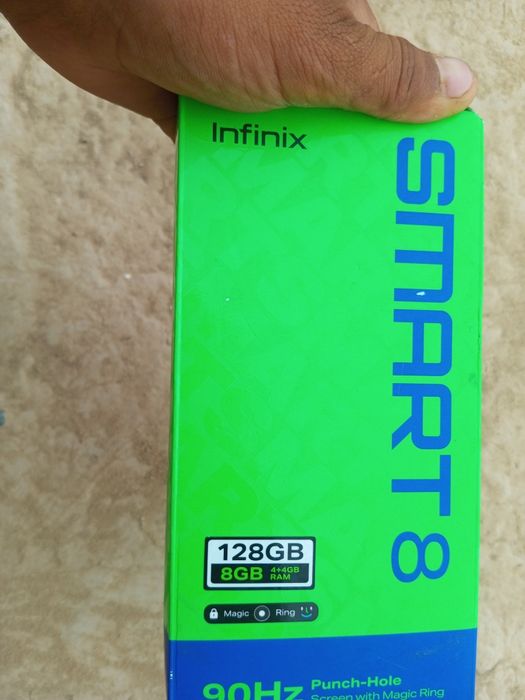 Infinix
SMART 8
128GB
8GB 4+4GB RAM
Magic Ring
90Hz Punch-Hole
Screen with Magic Ring